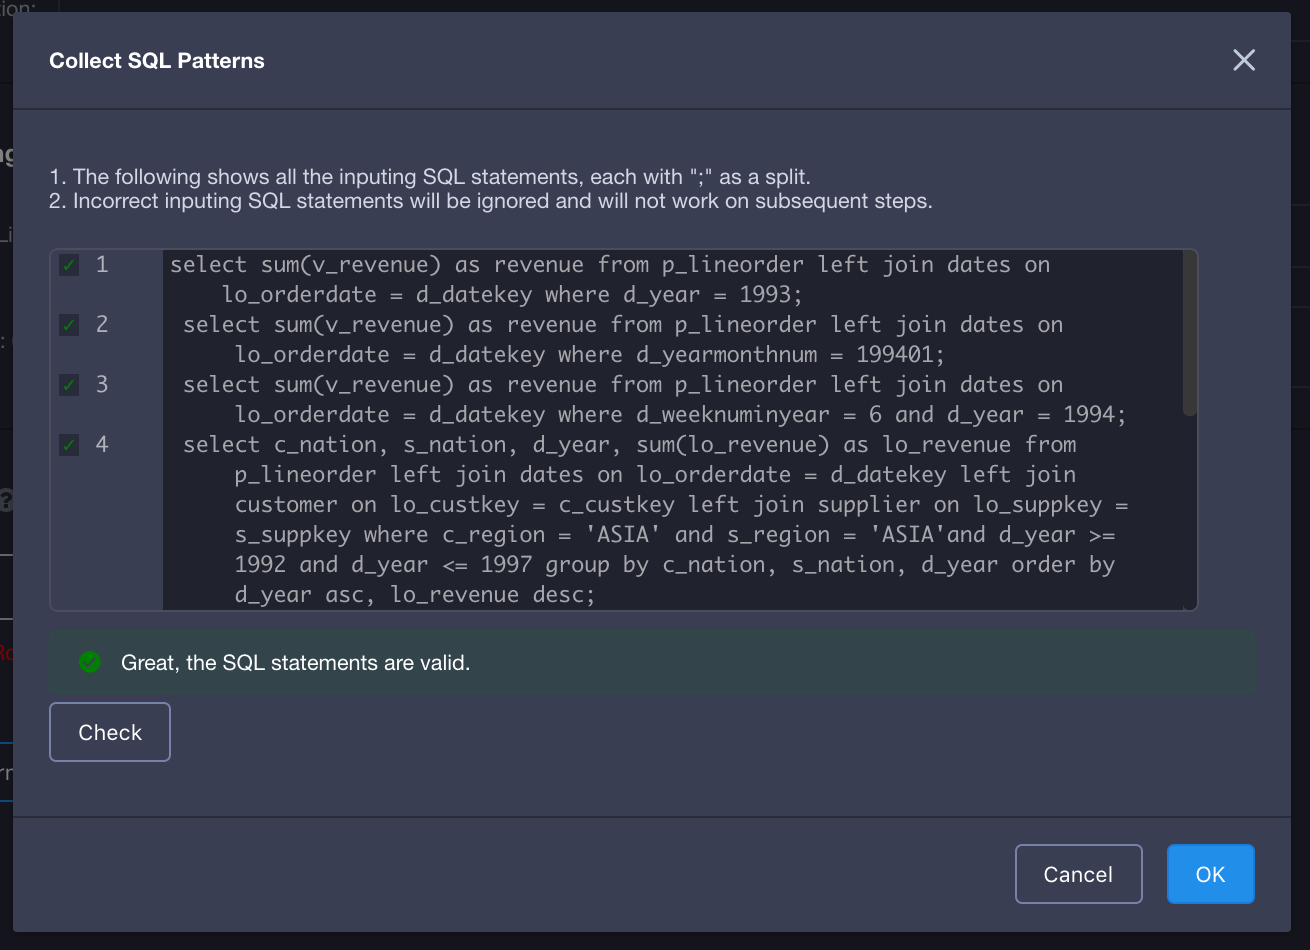 tion:
Collect SQL Patterns
1. The following shows all the inputing SQL statements, each with ";" as a split.
2. Incorrect inputing SQL statements will be ignored and will not work on subsequent steps.
1 select sum(v_revenue) as revenue from p_lineorder left join dates on
lo_orderdate = d_datekey where d_year = 1993;
2 select sum(v_revenue) as revenue from p_lineorder left join dates on
lo_orderdate = d_datekey where d_yearmonthnum = 199401;
3 select sum(v_revenue) as revenue from p_lineorder left join dates on
lo_orderdate = d_datekey where d_weeknuminyear = 6 and d_year = 1994;
4 select c_nation, s_nation, d_year, sum(lo_revenue) as lo_revenue from
p_lineorder left join dates on lo_orderdate = d_datekey left join
customer on lo_custkey = c_custkey left join supplier on lo_suppkey =
s_suppkey where c_region = 'ASIA' and s_region = 'ASIA'and d_year >=
1992 and d_year <= 1997 group by c_nation, s_nation, d_year order by
d_year asc, lo_revenue desc;
Great, the SQL statements are valid.
Check
Cancel
OK